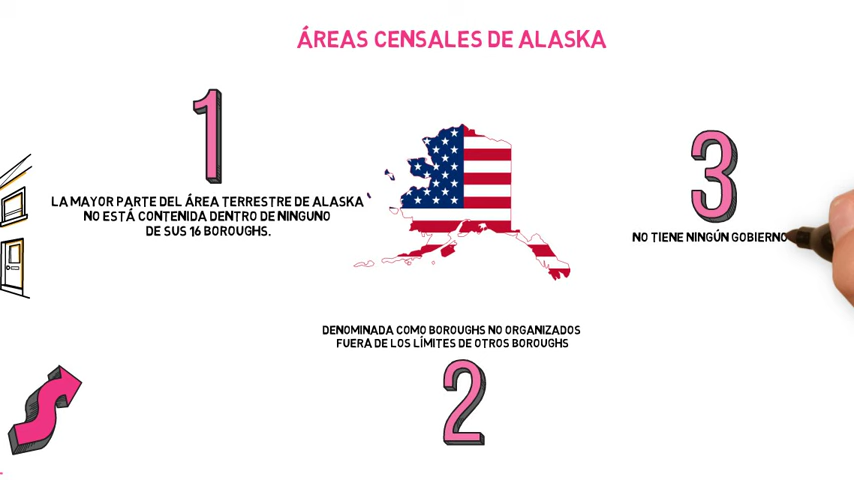 ÁREAS CENSALES DE ALASKA
1
LA MAYOR PARTE DEL ÁREA TERRESTRE DE ALASKA
NO ESTÁ CONTENIDA DENTRO DE NINGUNO
DE SUS 16 BOROUGHS.
DENOMINADA COMO BOROUGHS NO ORGANIZADOS
FUERA DE LOS LÍMITES DE OTROS BOROUGHS
2
3
NO TIENE NINGÚN GOBIERNO